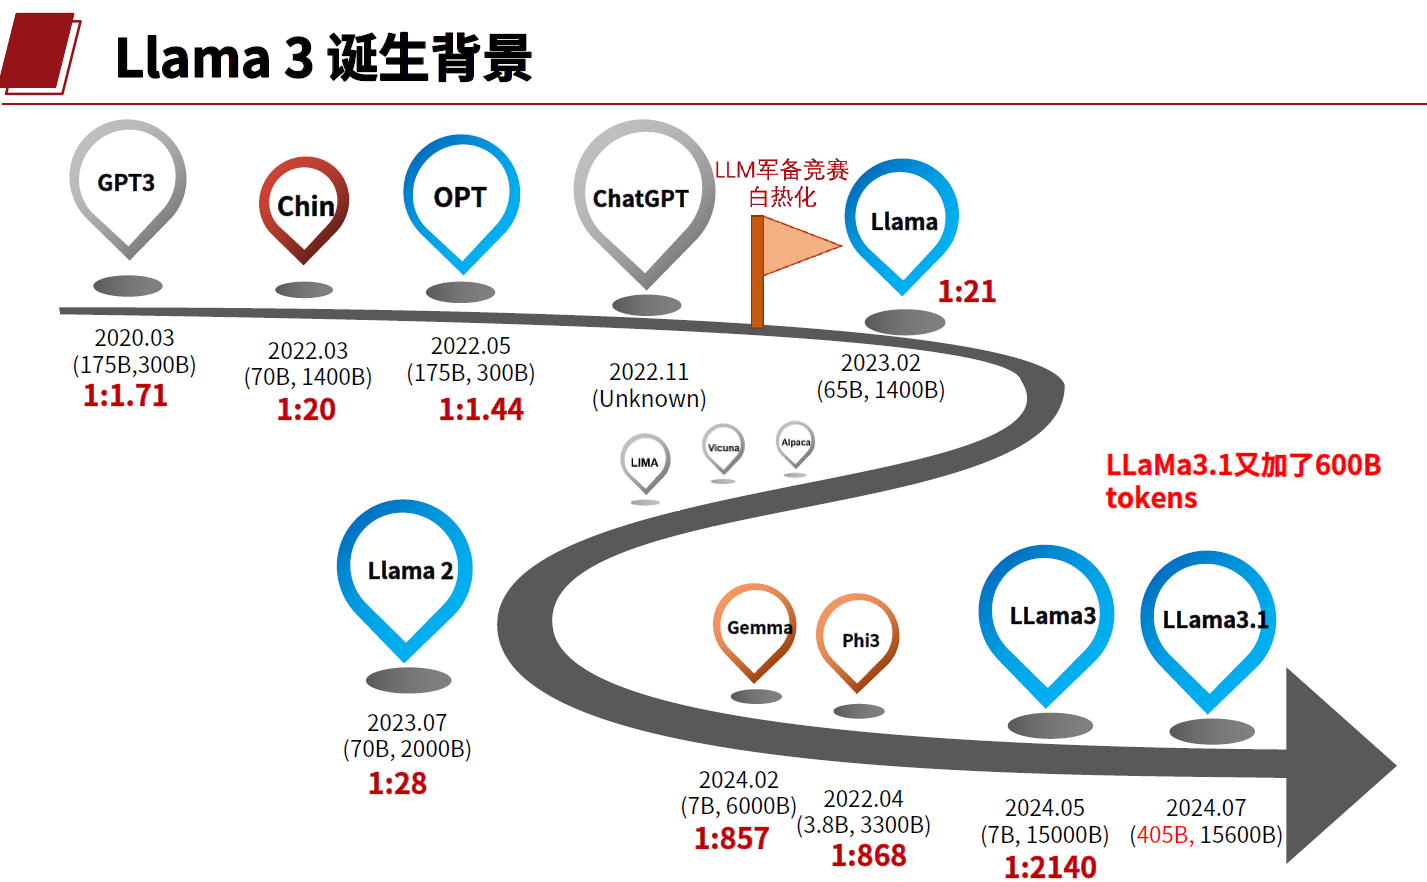 Llama 3 诞生背景
GPT3
Chin
OPT
ChatGPT
LLM军备竞赛
白热化
Llama
1:21
2020.03
(175B,300B)
1:1.71
2022.03
(70B, 1400B)
1:20
2022.05
(175B, 300B)
1:1.44
2022.11
(Unknown)
2023.02
(65B, 1400B)
LIMA
Vicuna
Alpaca
LLaMa3.1又加了600B
tokens
Llama 2
2023.07
(70B, 2000B)
1:28
Gemma
Phi3
LLama3
LLama3.1
2024.02
(7B, 6000B)
1:857
2022.04
(3.8B, 3300B)
1:868
2024.05
(7B, 15000B)
1:2140
2024.07
(405B, 15600B)